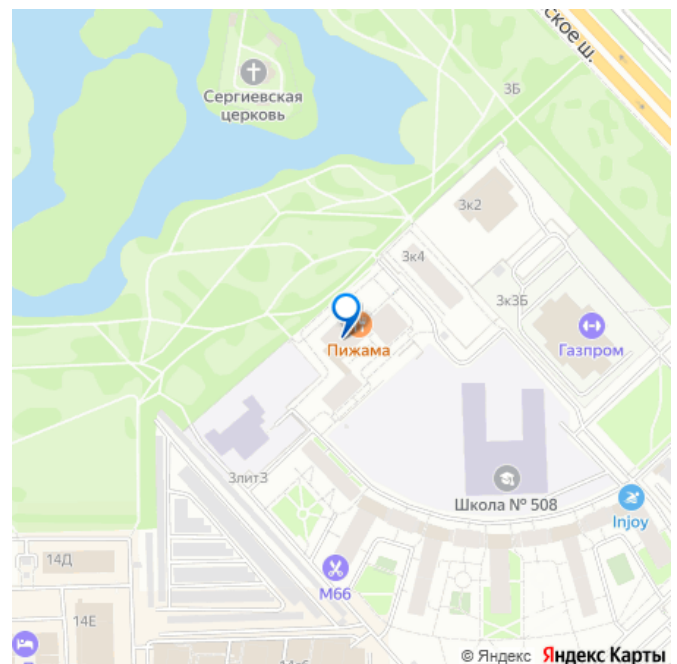 ское ш.
3Б
Сергиевская
церковь
3к2
3к4
3к3Б
Пижама
Газпром
3лит3
Школа № 508
Injoy
14Д
М66
14Е
© Яндекс Яндекс Карты